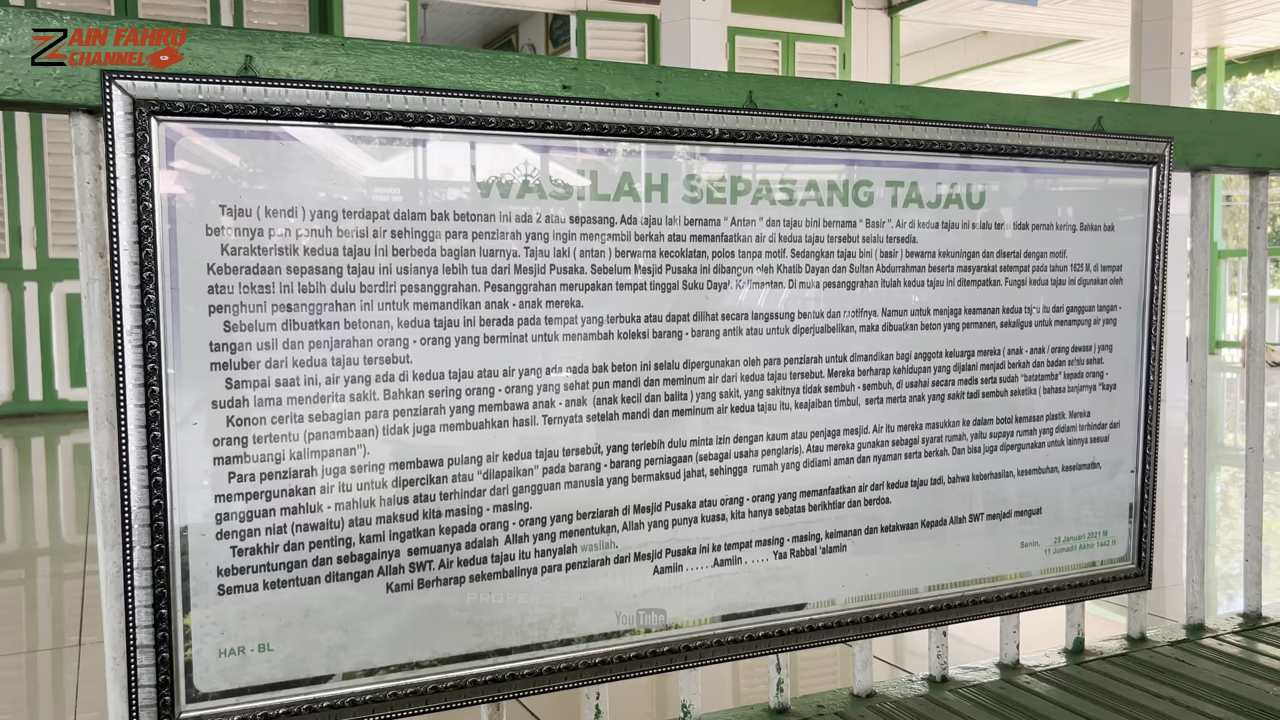 ZAIN FAHRU
CHANNEL
WASILAH SEPASANG TAJAU
Tajau ( kendi ) yang terdapat dalam bak betonan ini ada 2 atau sepasang. Ada tajau laki bernama “ Antan ” dan tajau bini bernama “ Basir ”. Air di kedua tajau ini selalu terisi tidak pernah kering. Bahkan bak
betonnya pun penuh berisi air sehingga para penziarah yang ingin mengambil berkah atau memanfaatkan air di kedua tajau tersebut selalu tersedia.
Karakteristik kedua tajau ini berbeda bagian luarnya. Tajau laki ( antan ) berwarna kecoklatan, polos tanpa motif. Sedangkan tajau bini ( basir ) bewarna kekuningan dan disertai dengan motif.
Keberadaan sepasang tajau ini usianya lebih tua dari Mesjid Pusaka. Sebelum Mesjid Pusaka ini dibangun oleh Khatib Dayan dan Sultan Abdurrahman beserta masyarakat setempat pada tahun 1625 M, di tempat
atau lokasi ini lebih dulu berdiri pesanggrahan. Pesanggrahan merupakan tempat tinggal Suku Dayak Kalimantan. Di muka pesanggrahan itulah kedua tajau ini ditempatkan. Fungsi kedua tajau ini digunakan oleh
penghuni pesanggrahan ini untuk memandikan anak - anak mereka.
Sebelum dibuatkan betonan, kedua tajau ini berada pada tempat yang terbuka atau dapat dilihat secara langssung bentuk dan motifnya. Namun untuk menjaga keamanan kedua tajau itu dari gangguan tangan -
tangan usil dan penjarahan orang - orang yang berminat untuk menambah koleksi barang - barang antik atau untuk diperjualbelikan, maka dibuatkan beton yang permanen, sekaligus untuk menampung air yang
meluber dari kedua tajau tersebut.
Sampai saat ini, air yang ada di kedua tajau atau air yang ada pada bak beton ini selalu dipergunakan oleh para penziarah untuk dimandikan bagi anggota keluarga mereka ( anak - anak / orang dewasa ) yang
sudah lama menderita sakit. Bahkan sering orang - orang yang sehat pun mandi dan meminum air dari kedua tajau tersebut. Mereka berharap kehidupan yang dijalani menjadi berkah dan badan selalu sehat.
Konon cerita sebagian para penziarah yang membawa anak - anak (anak kecil dan balita ) yang sakit, yang sakitnya tidak sembuh - sembuh, di usahai secara medis serta sudah “batatamba” kepada orang -
orang tertentu (panambaan) tidak juga membuahkan hasil. Ternyata setelah mandi dan meminum air kedua tajau itu, keajaiban timbul, serta merta anak yang sakit tadi sembuh seketika ( bahasa banjarnya “kaya
mambuangi kalimpanan”).
Para penziarah juga sering membawa pulang air kedua tajau tersebut, yang terlebih dulu minta izin dengan kaum atau penjaga mesjid. Air itu mereka masukkan ke dalam botol kemasan plastik. Mereka
mempergunakan air itu untuk dipercikan atau “dilapaikan” pada barang - barang perniagaan (sebagai usaha penglaris). Atau mereka gunakan sebagai syarat rumah, yaitu supaya rumah yang didiami terhindar dari
gangguan mahluk - mahluk halus atau terhindar dari gangguan manusia yang bermaksud jahat, sehingga rumah yang didiami aman dan nyaman serta berkah. Dan bisa juga dipergunakan untuk lainnya sesuai
dengan niat (nawaitu) atau maksud kita masing - masing.
Terakhir dan penting, kami ingatkan kepada orang - orang yang berziarah di Mesjid Pusaka atau orang - orang yang memanfaatkan air dari kedua tajau tadi, bahwa keberhasilan, kesembuhan, keselamatan,
keberuntungan dan sebagainya semuanya adalah Allah yang menentukan, Allah yang punya kuasa, kita hanya sebatas berikhtiar dan berdoa.
Semua ketentuan ditangan Allah SWT. Air kedua tajau itu hanyalah wasilah.
Kami Berharap sekembalinya para penziarah dari Mesjid Pusaka ini ke tempat masing - masing, keimanan dan ketakwaan Kepada Allah SWT menjadi menguat
Aamiin . . . . . Aamiin . . . . . Yaa Rabbal ‘alamin
Senin, 25 Januari 2021 M
11 Jumadil Akhir 1442 H
YouTube
HAR - BL